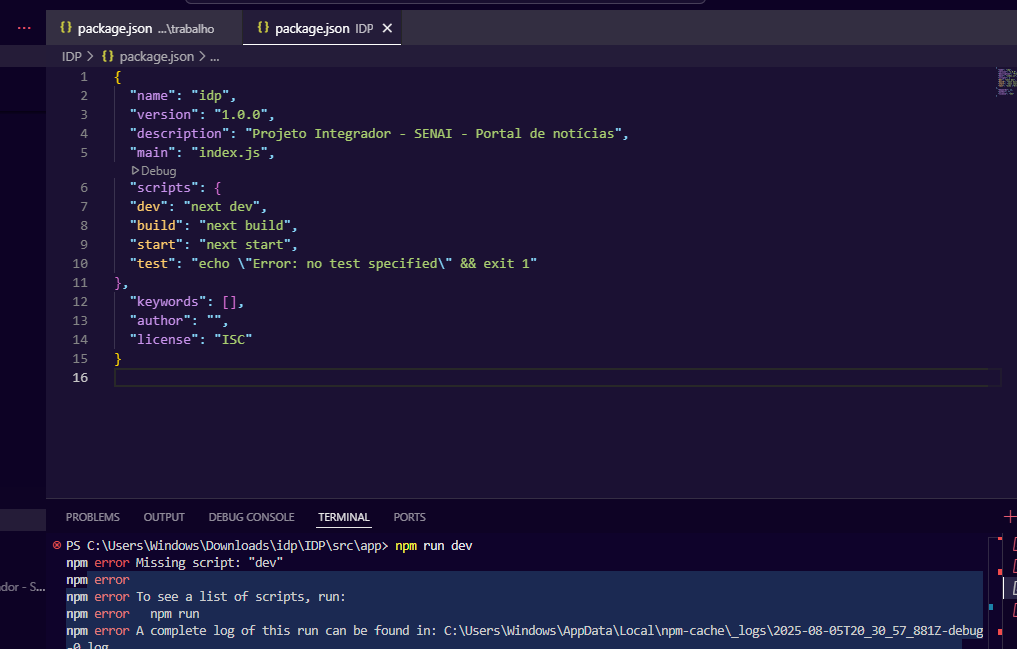 package.json ...\trabalho
package.json IDP
IDP > package.json > ...
1 {
2 "name": "idp",
3 "version": "1.0.0",
4 "description": "Projeto Integrador - SENAI - Portal de notícias",
5 "main": "index.js",
Debug
6 "scripts": {
7 "dev": "next dev",
8 "build": "next build",
9 "start": "next start",
10 "test": "echo \"Error: no test specified\" && exit 1"
11 },
12 "keywords": [],
13 "author": "",
14 "license": "ISC"
15 }
16
PROBLEMS OUTPUT DEBUG CONSOLE TERMINAL PORTS
PS C:\Users\Windows\Downloads\idp\IDP\src\app> npm run dev
npm error Missing script: "dev"
npm error
dor - S...
npm error To see a list of scripts, run:
npm error   npm run
npm error A complete log of this run can be found in: C:\Users\Windows\AppData\Local\npm-cache\_logs\2025-08-05T20_30_57_881Z-debug
-0.log